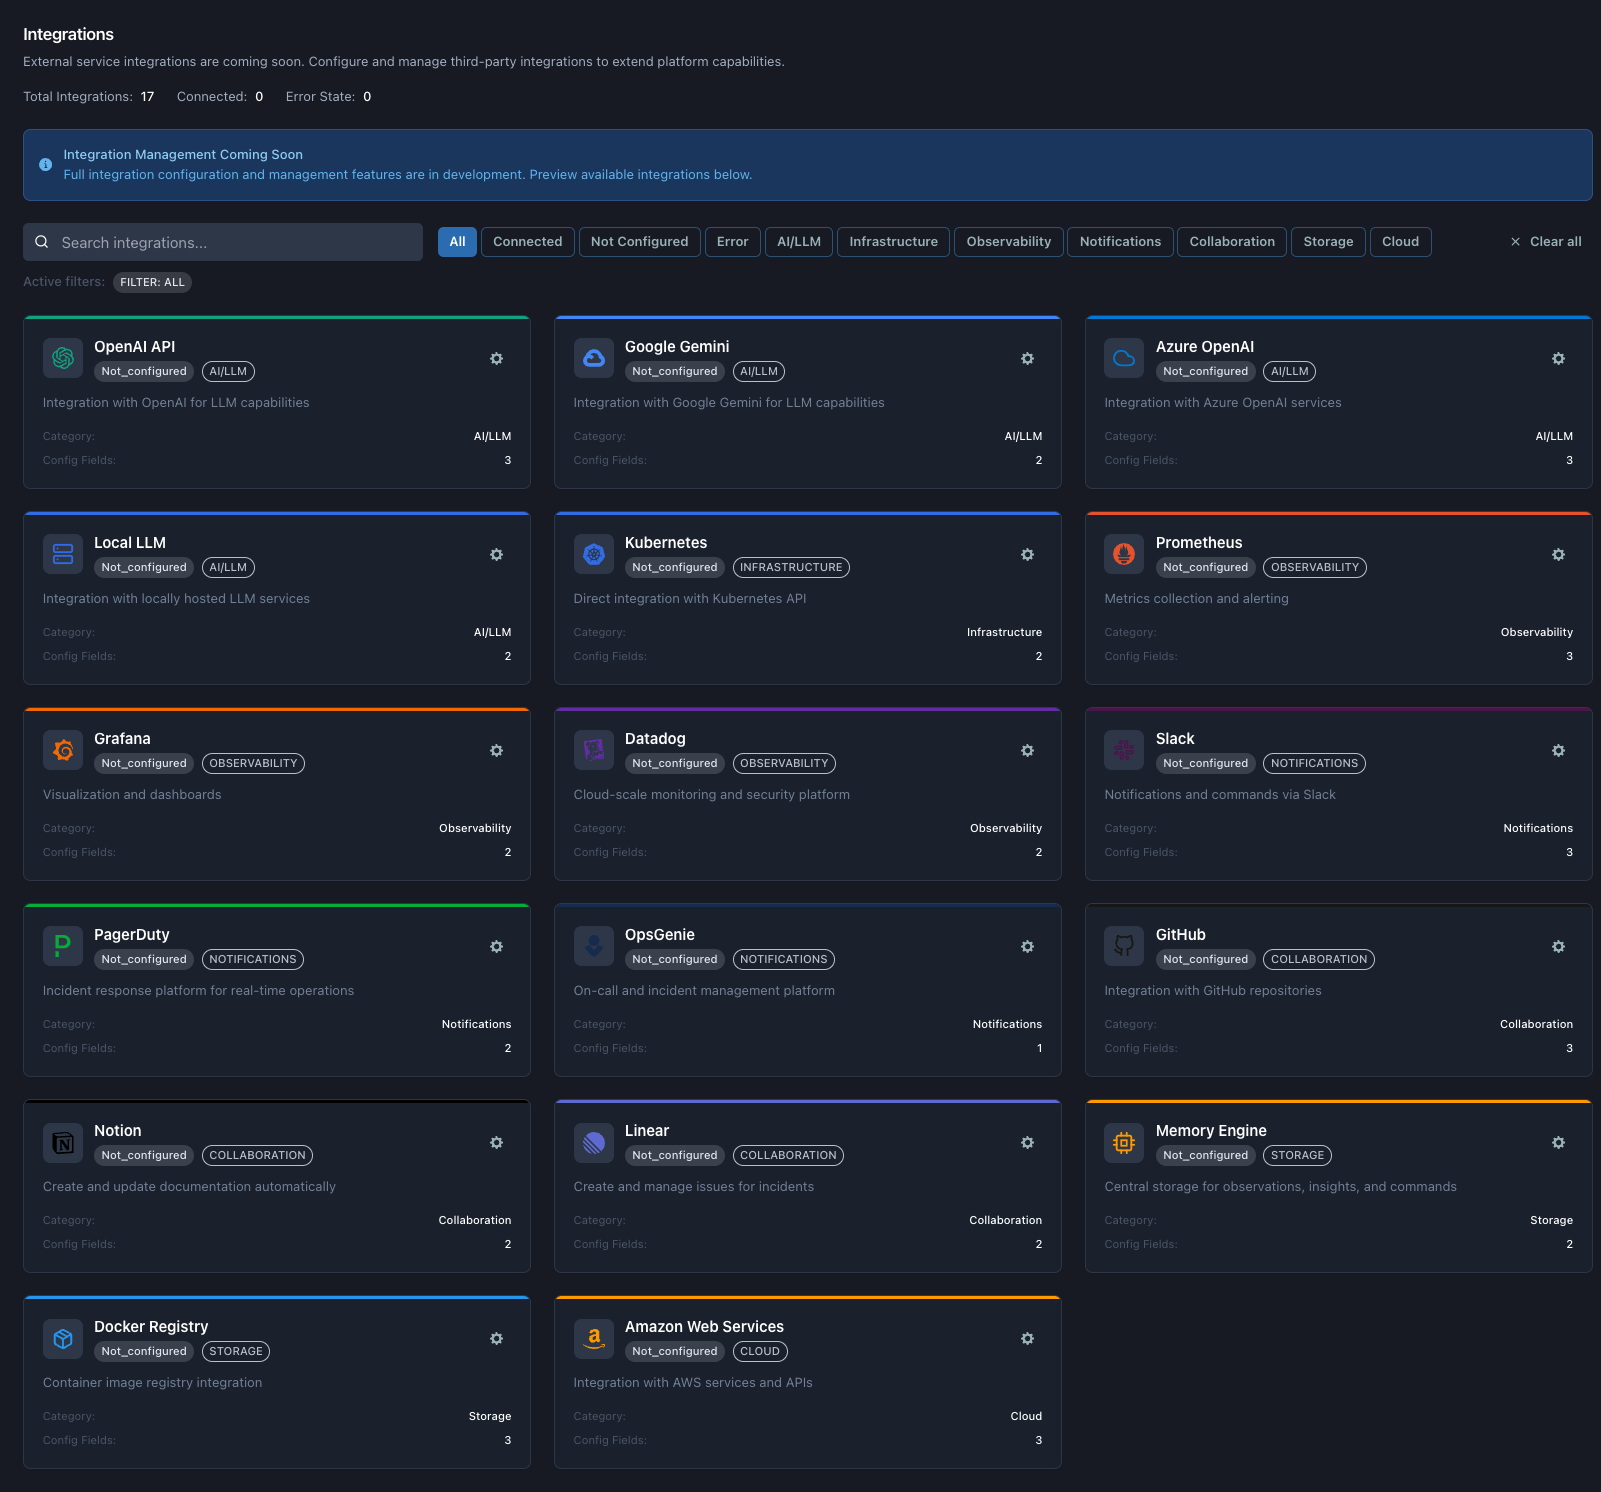 Integrations
External service integrations are coming soon. Configure and manage third-party integrations to extend platform capabilities.
Total Integrations: 17 Connected: 0 Error State: 0
Integration Management Coming Soon
Full integration configuration and management features are in development. Preview available integrations below.
Search integrations...
All Connected Not Configured Error AI/LLM Infrastructure Observability Notifications Collaboration Storage Cloud
Clear all
Active filters: FILTER: ALL
OpenAI API
Not_configured AI/LLM
Integration with OpenAI for LLM capabilities
Category: AI/LLM
Config Fields: 3
Google Gemini
Not_configured AI/LLM
Integration with Google Gemini for LLM capabilities
Category: AI/LLM
Config Fields: 2
Azure OpenAI
Not_configured AI/LLM
Integration with Azure OpenAI services
Category: AI/LLM
Config Fields: 3
Local LLM
Not_configured AI/LLM
Integration with locally hosted LLM services
Category: AI/LLM
Config Fields: 2
Kubernetes
Not_configured INFRASTRUCTURE
Direct integration with Kubernetes API
Category: Infrastructure
Config Fields: 2
Prometheus
Not_configured OBSERVABILITY
Metrics collection and alerting
Category: Observability
Config Fields: 3
Grafana
Not_configured OBSERVABILITY
Visualization and dashboards
Category: Observability
Config Fields: 2
Datadog
Not_configured OBSERVABILITY
Cloud-scale monitoring and security platform
Category: Observability
Config Fields: 2
Slack
Not_configured NOTIFICATIONS
Notifications and commands via Slack
Category: Notifications
Config Fields: 3
PagerDuty
Not_configured NOTIFICATIONS
Incident response platform for real-time operations
Category: Notifications
Config Fields: 2
OpsGenie
Not_configured NOTIFICATIONS
On-call and incident management platform
Category: Notifications
Config Fields: 1
GitHub
Not_configured COLLABORATION
Integration with GitHub repositories
Category: Collaboration
Config Fields: 3
Notion
Not_configured COLLABORATION
Create and update documentation automatically
Category: Collaboration
Config Fields: 2
Linear
Not_configured COLLABORATION
Create and manage issues for incidents
Category: Collaboration
Config Fields: 2
Memory Engine
Not_configured STORAGE
Central storage for observations, insights, and commands
Category: Storage
Config Fields: 2
Docker Registry
Not_configured STORAGE
Container image registry integration
Category: Storage
Config Fields: 3
Amazon Web Services
Not_configured CLOUD
Integration with AWS services and APIs
Category: Cloud
Config Fields: 3